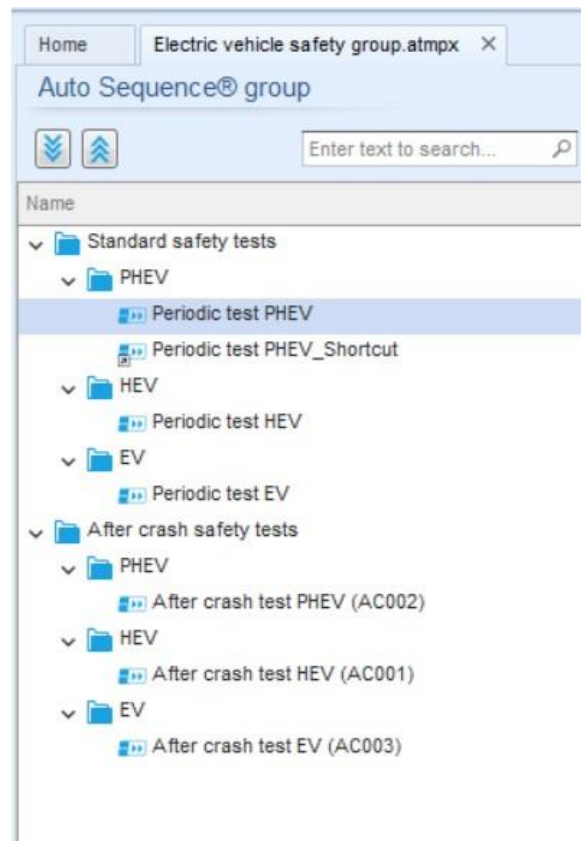 Home Electric vehicle safety group.atmpx
Auto Sequence® group
Enter text to search...
Name
Standard safety tests
PHEV
Periodic test PHEV
Periodic test PHEV_Shortcut
HEV
Periodic test HEV
EV
Periodic test EV
After crash safety tests
PHEV
After crash test PHEV (AC002)
HEV
After crash test HEV (AC001)
EV
After crash test EV (AC003)